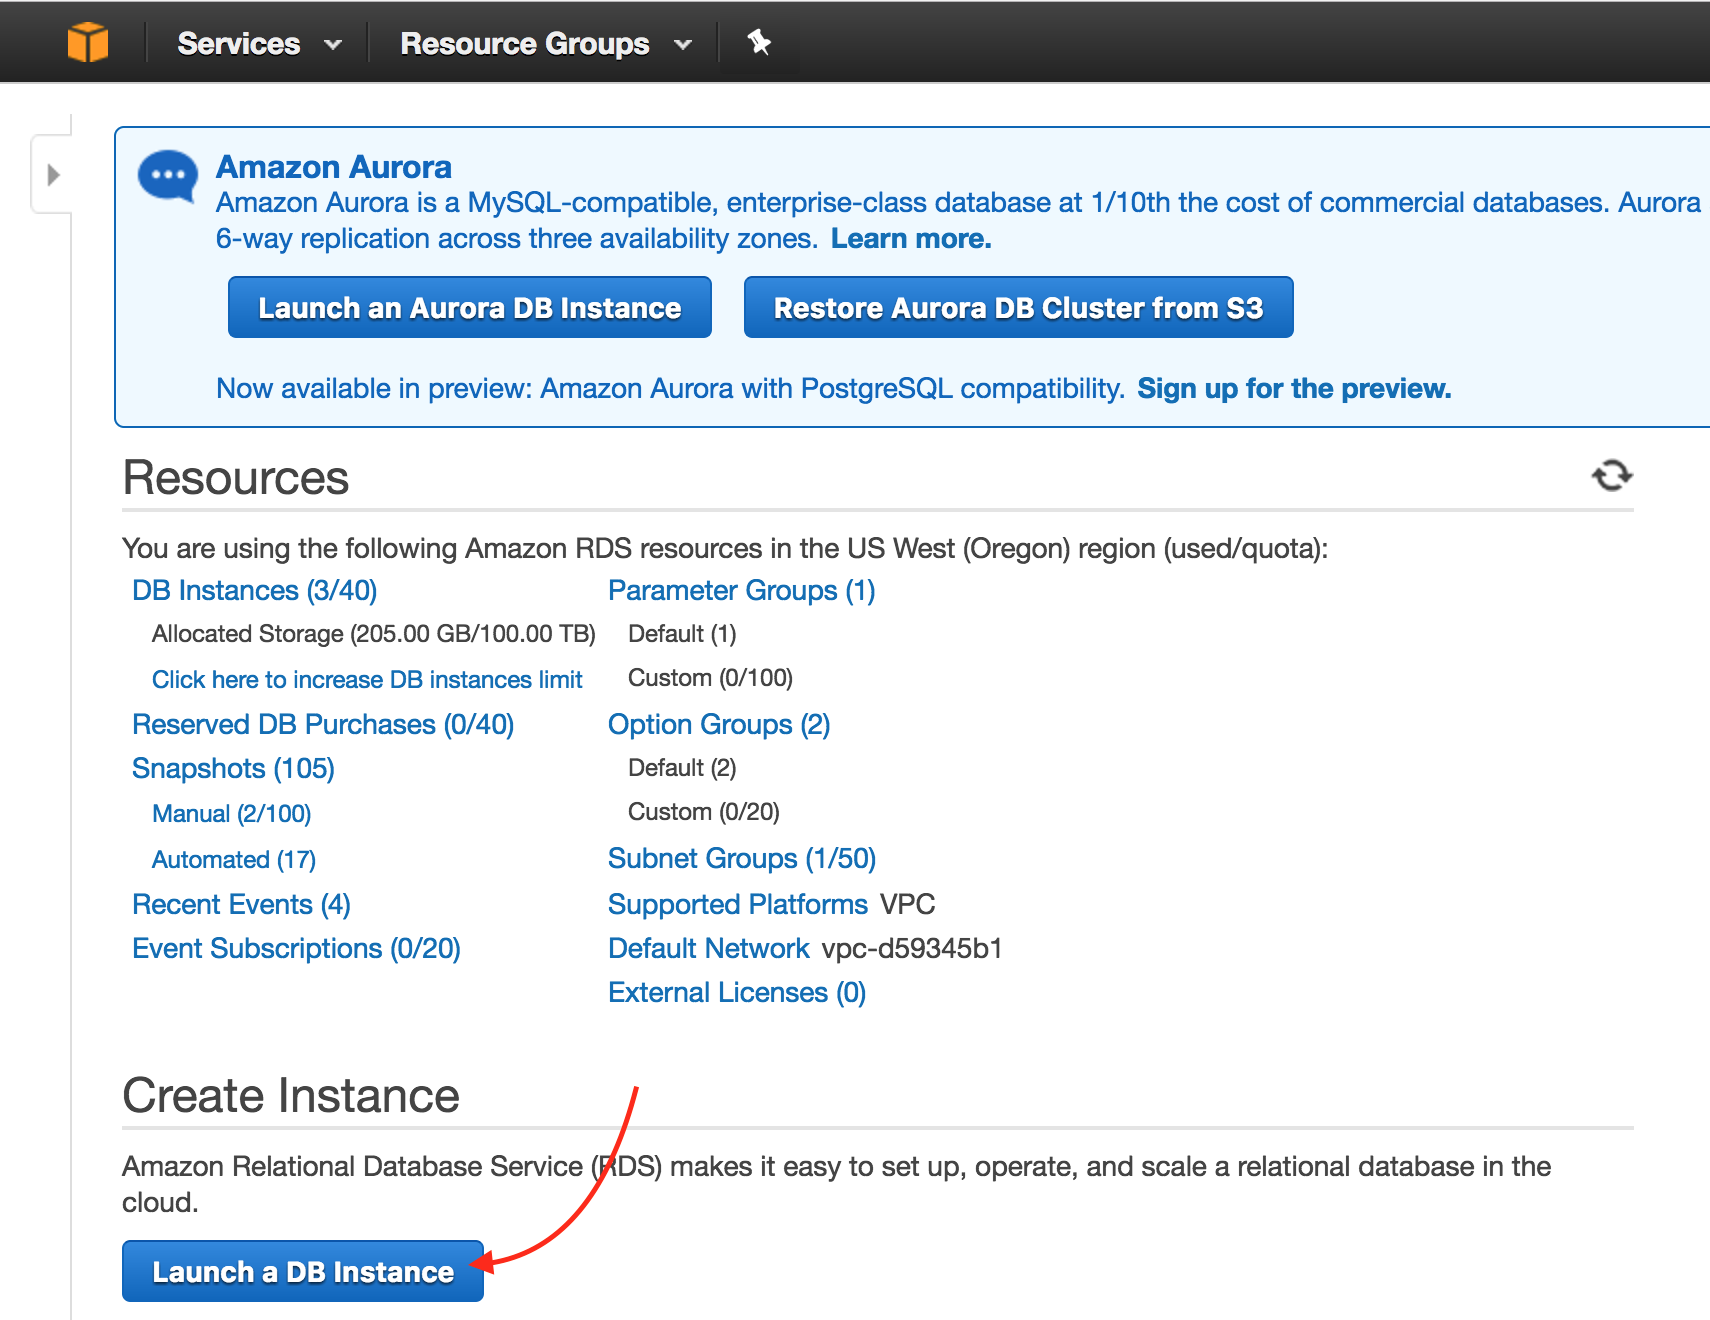 Services
Resource Groups
Amazon Aurora
Amazon Aurora is a MySQL-compatible, enterprise-class database at 1/10th the cost of commercial databases. Aurora
6-way replication across three availability zones. Learn more.
Launch an Aurora DB Instance
Restore Aurora DB Cluster from S3
Now available in preview: Amazon Aurora with PostgreSQL compatibility. Sign up for the preview.
Resources
You are using the following Amazon RDS resources in the US West (Oregon) region (used/quota):
DB Instances (3/40)
Allocated Storage (205.00 GB/100.00 TB)
Click here to increase DB instances limit
Reserved DB Purchases (0/40)
Snapshots (105)
Manual (2/100)
Automated (17)
Recent Events (4)
Event Subscriptions (0/20)
Parameter Groups (1)
Default (1)
Custom (0/100)
Option Groups (2)
Default (2)
Custom (0/20)
Subnet Groups (1/50)
Supported Platforms VPC
Default Network vpc-d59345b1
External Licenses (0)
Create Instance
Amazon Relational Database Service (RDS) makes it easy to set up, operate, and scale a relational database in the
cloud.
Launch a DB Instance